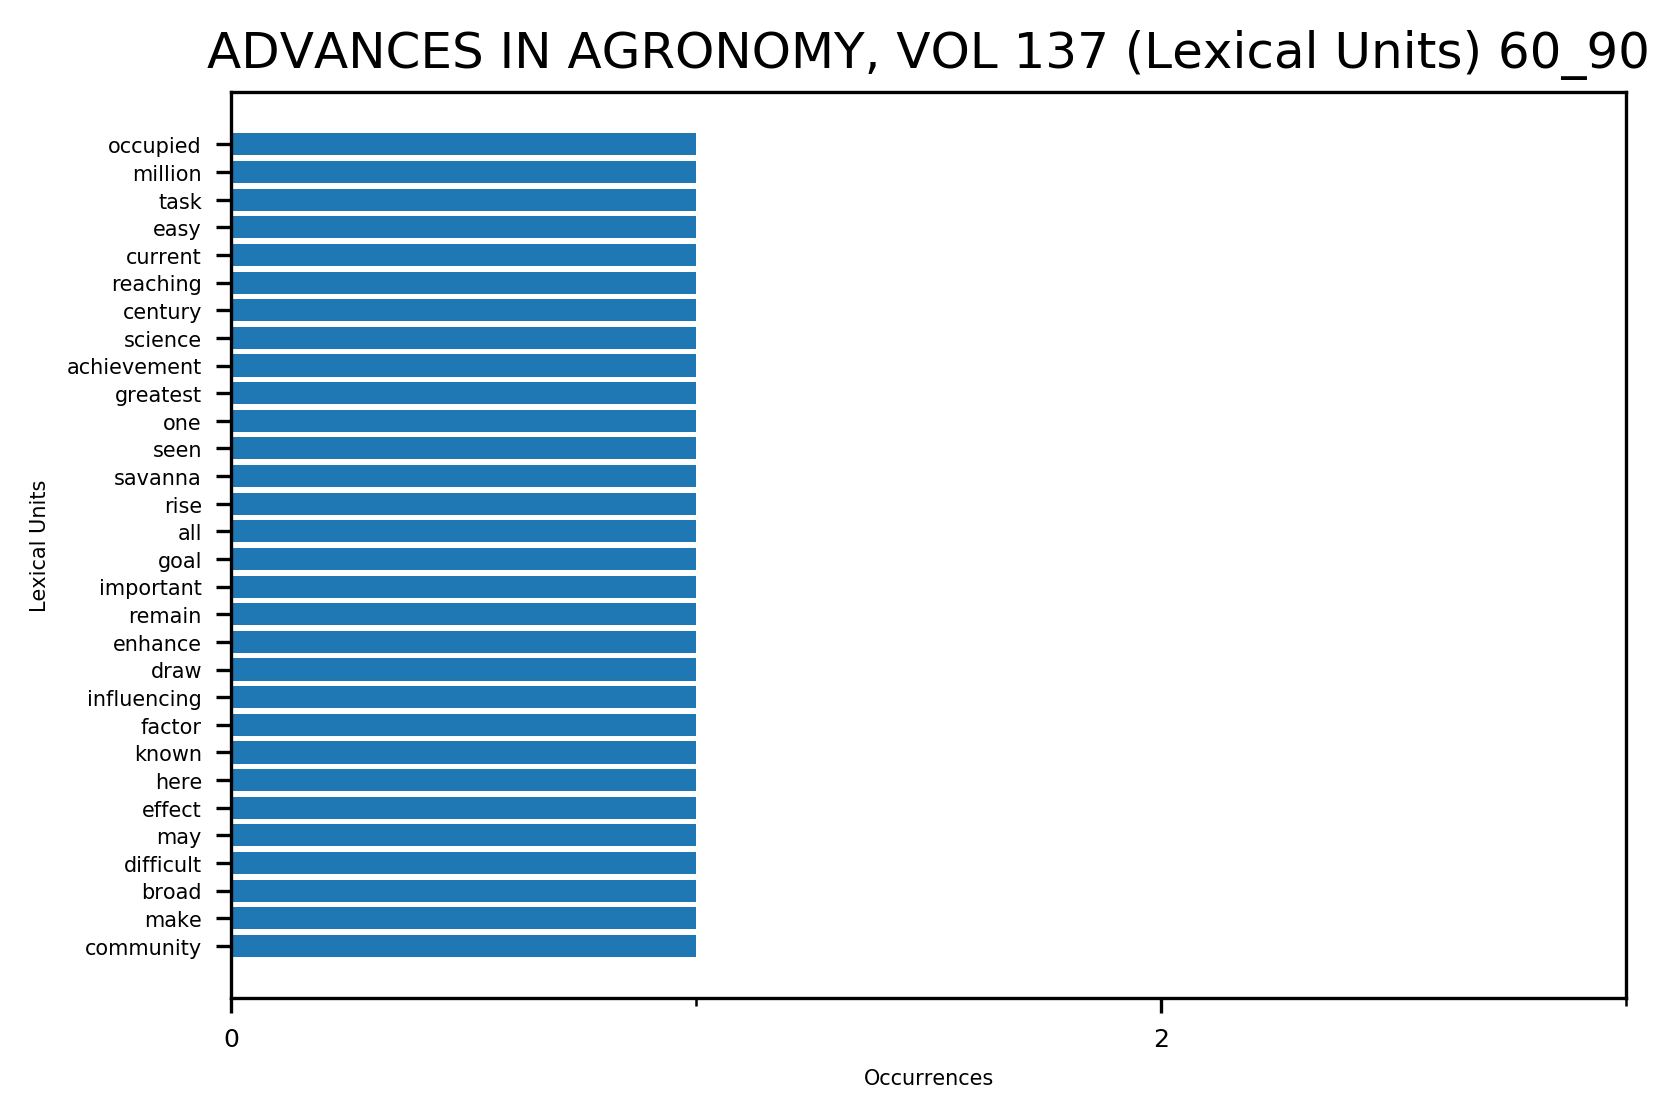 ADVANCES IN AGRONOMY, VOL 137 (Lexical Units) 60_90
occupied
million
task
easy
current
reaching
century
science
achievement
greatest
one
seen
savanna
rise
all
goal
important
remain
enhance
draw
influencing
factor
known
here
effect
may
difficult
broad
make
community
Lexical Units
0
2
Occurrences